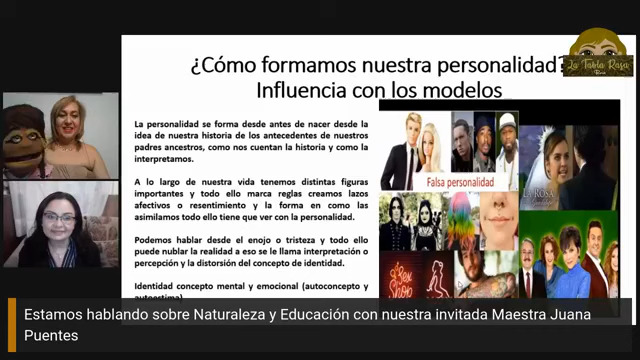 ¿Cómo formamos nuestra personalidad?
Influencia con los modelos
La Tabla Rasa
La personalidad se forma desde antes de nacer desde la
idea de nuestra historia de los antecedentes de nuestros
padres ancestros, como nos cuentan la historia y como la
interpretamos.
A lo largo de nuestra vida tenemos distintas figuras
importantes y todo ello marca reglas creamos lazos
afectivos o resentimiento y la forma en como las
asimilamos todo ello tiene que ver con la personalidad.
Podemos hablar desde el enojo o tristeza y todo ello
puede nublar la realidad a eso se le llama interpretación o
percepción y la distorsión del concepto de identidad.
Identidad concepto mental y emocional (autoconcepto y
autoestima)
Falsa personalidad
LA ROSA
Sex
Shop
Estamos hablando sobre Naturaleza y Educación con nuestra invitada Maestra Juana
Puentes